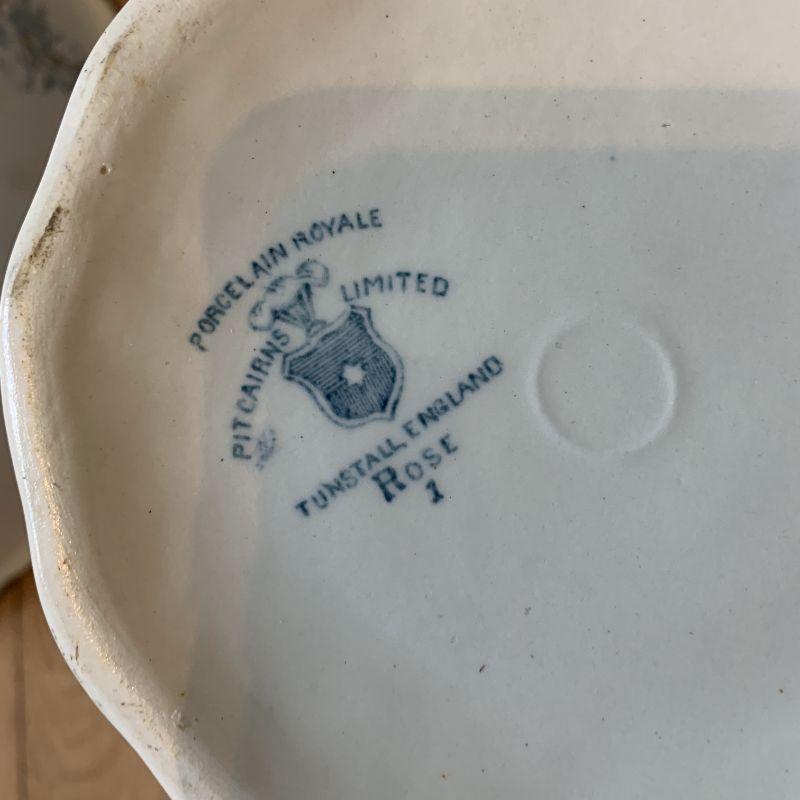 PORCELAIN ROYALE
PITCAIRNS LIMITED
TUNSTALL ENGLAND
ROSE
1